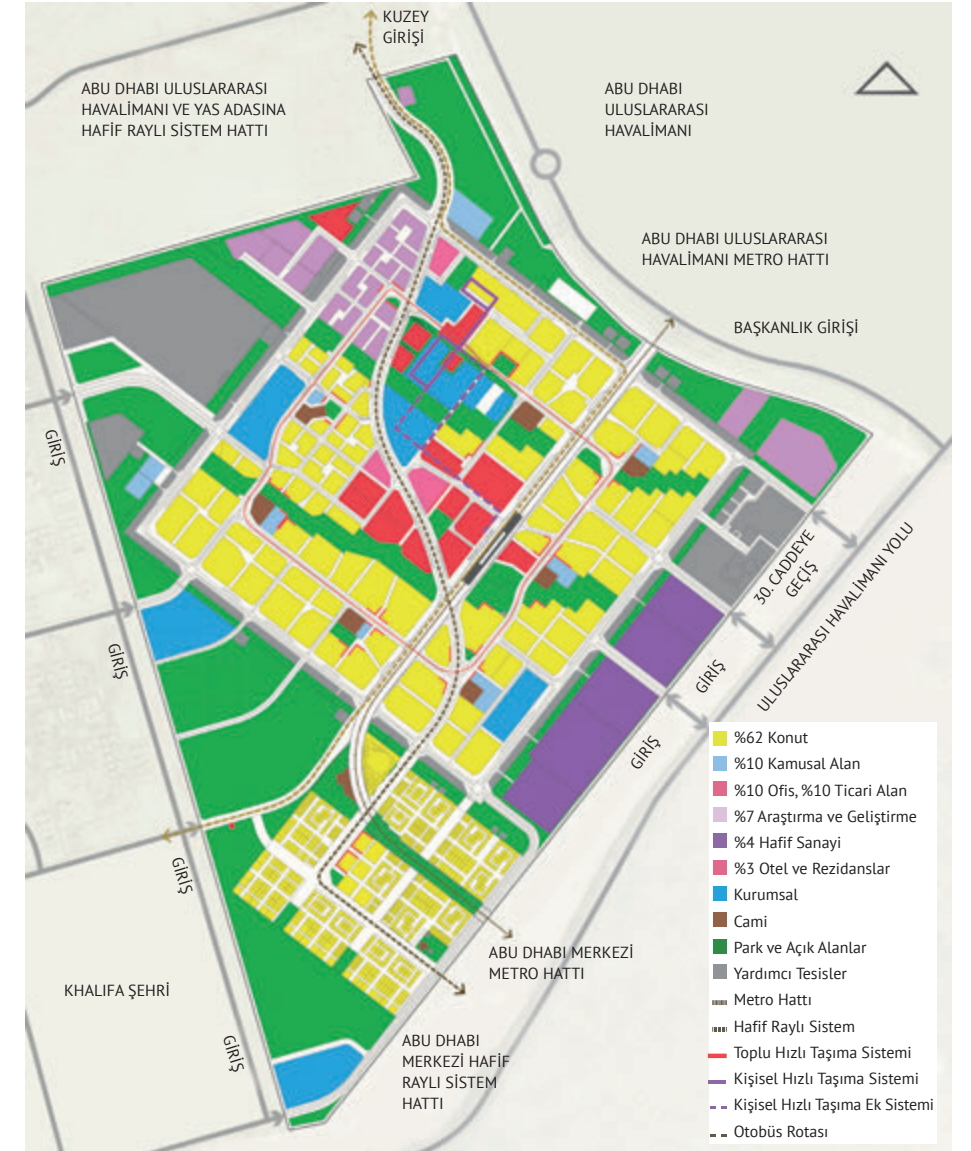 KUZEY
GİRİŞİ
ABU DHABI ULUSLARARASI
HAVALİMANI VE YAS ADASINA
HAFİF RAYLI SİSTEM HATTI
ABU DHABI
ULUSLARARASI
HAVALİMANI
ABU DHABI ULUSLARARASI
HAVALİMANI METRO HATTI
BAŞKANLIK GİRİŞİ
GİRİŞ
GİRİŞ
GİRİŞ
GİRİŞ
30. CADDEYE
GEÇİŞ
GİRİŞ
GİRİŞ
ULUSLARARASI HAVALİMANI YOLU
KHALIFA ŞEHRİ
ABU DHABI MERKEZİ
METRO HATTI
ABU DHABI
MERKEZİ HAFİF
RAYLI SİSTEM
HATTI
%62 Konut
%10 Kamusal Alan
%10 Ofis, %10 Ticari Alan
%7 Araştırma ve Geliştirme
%4 Hafif Sanayi
%3 Otel ve Rezidanslar
Kurumsal
Cami
Park ve Açık Alanlar
Yardımcı Tesisler
Metro Hattı
Hafif Raylı Sistem
Toplu Hızlı Taşıma Sistemi
Kişisel Hızlı Taşıma Sistemi
Kişisel Hızlı Taşıma Ek Sistemi
Otobüs Rotası